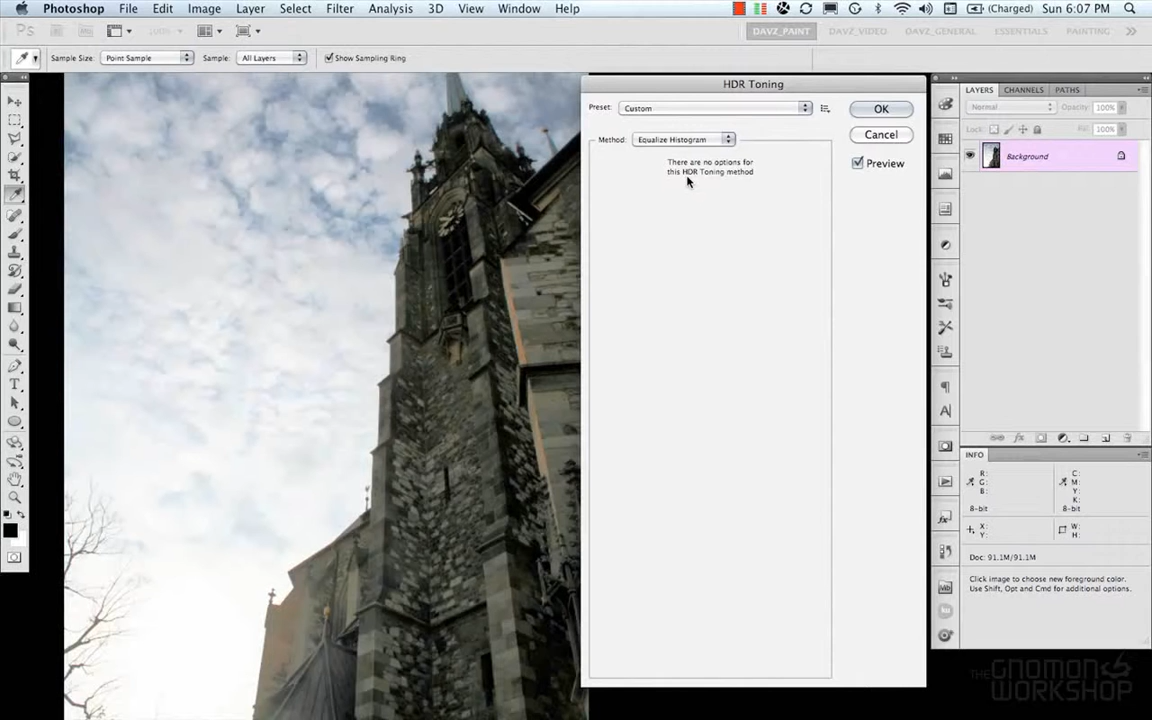 Photoshop File Edit Image Layer Select Filter Analysis 3D View Window Help (Charged) Sun 6:07 PM
Ps 100% DAVZ_PAINT DAVZ_VIDEO DAVZ_GENERAL ESSENTIALS PAINTING
Sample Size: Point Sample Sample: All Layers Show Sampling Ring
HDR Toning
Preset: Custom OK
Cancel
Method: Equalize Histogram
Preview
There are no options for
this HDR Toning method
LAYERS CHANNELS PATHS
Normal Opacity: 100%
Lock: Fill: 100%
Background
INFO
R: C:
G: M:
B: Y:
K:
8-bit 8-bit
X: W:
Y: H:
Doc: 91.1M/91.1M
Click image to choose new foreground color.
Use Shift, Opt and Cmd for additional options.
THE GNOMON
WORKSHOP